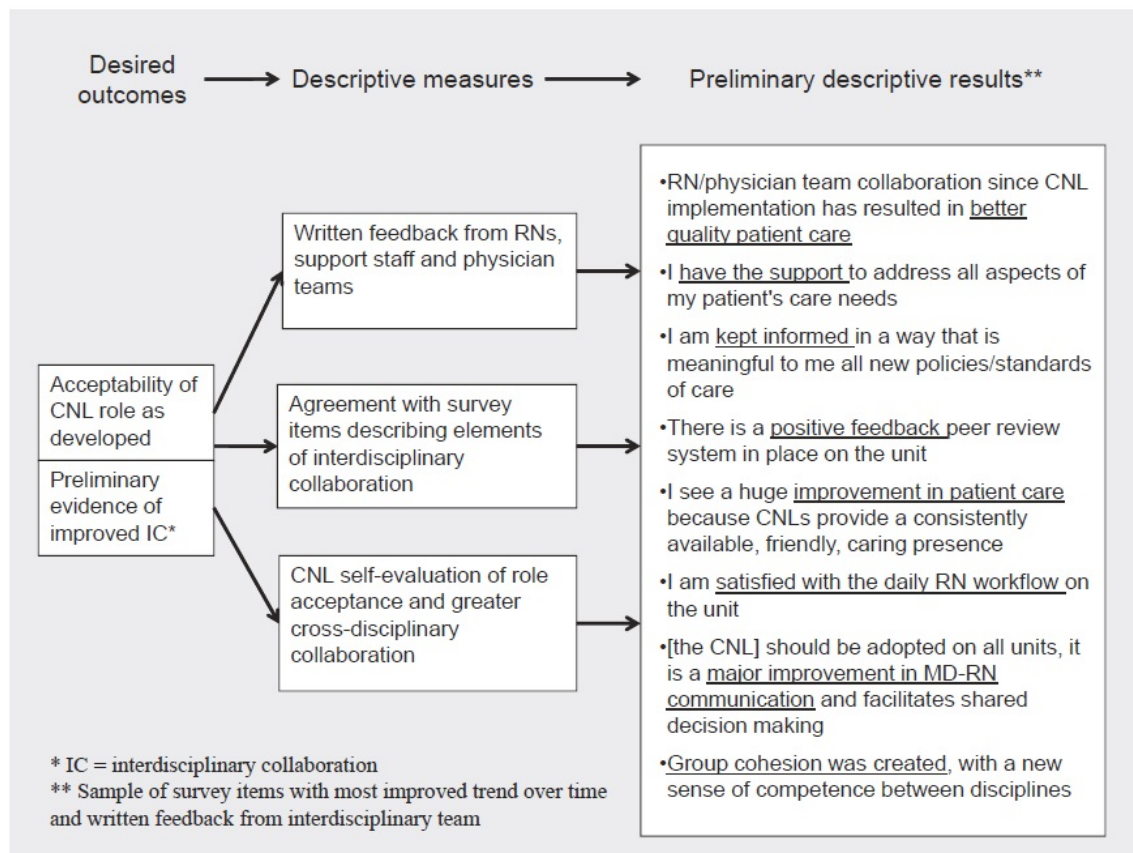 Desired
outcomes
Descriptive measures
Preliminary descriptive results**
Acceptability of
CNL role as
developed
Preliminary
evidence of
improved IC*
Written feedback from RNs,
support staff and physician
teams
Agreement with survey
items describing elements
of interdisciplinary
collaboration
CNL self-evaluation of role
acceptance and greater
cross-disciplinary
collaboration
•RN/physician team collaboration since CNL
implementation has resulted in better
quality patient care
•I have the support to address all aspects of
my patient's care needs
•I am kept informed in a way that is
meaningful to me all new policies/standards
of care
•There is a positive feedback peer review
system in place on the unit
•I see a huge improvement in patient care
because CNLs provide a consistently
available, friendly, caring presence
•I am satisfied with the daily RN workflow on
the unit
•[the CNL] should be adopted on all units, it
is a major improvement in MD-RN
communication and facilitates shared
decision making
•Group cohesion was created, with a new
sense of competence between disciplines
* IC = interdisciplinary collaboration
** Sample of survey items with most improved trend over time
and written feedback from interdisciplinary team